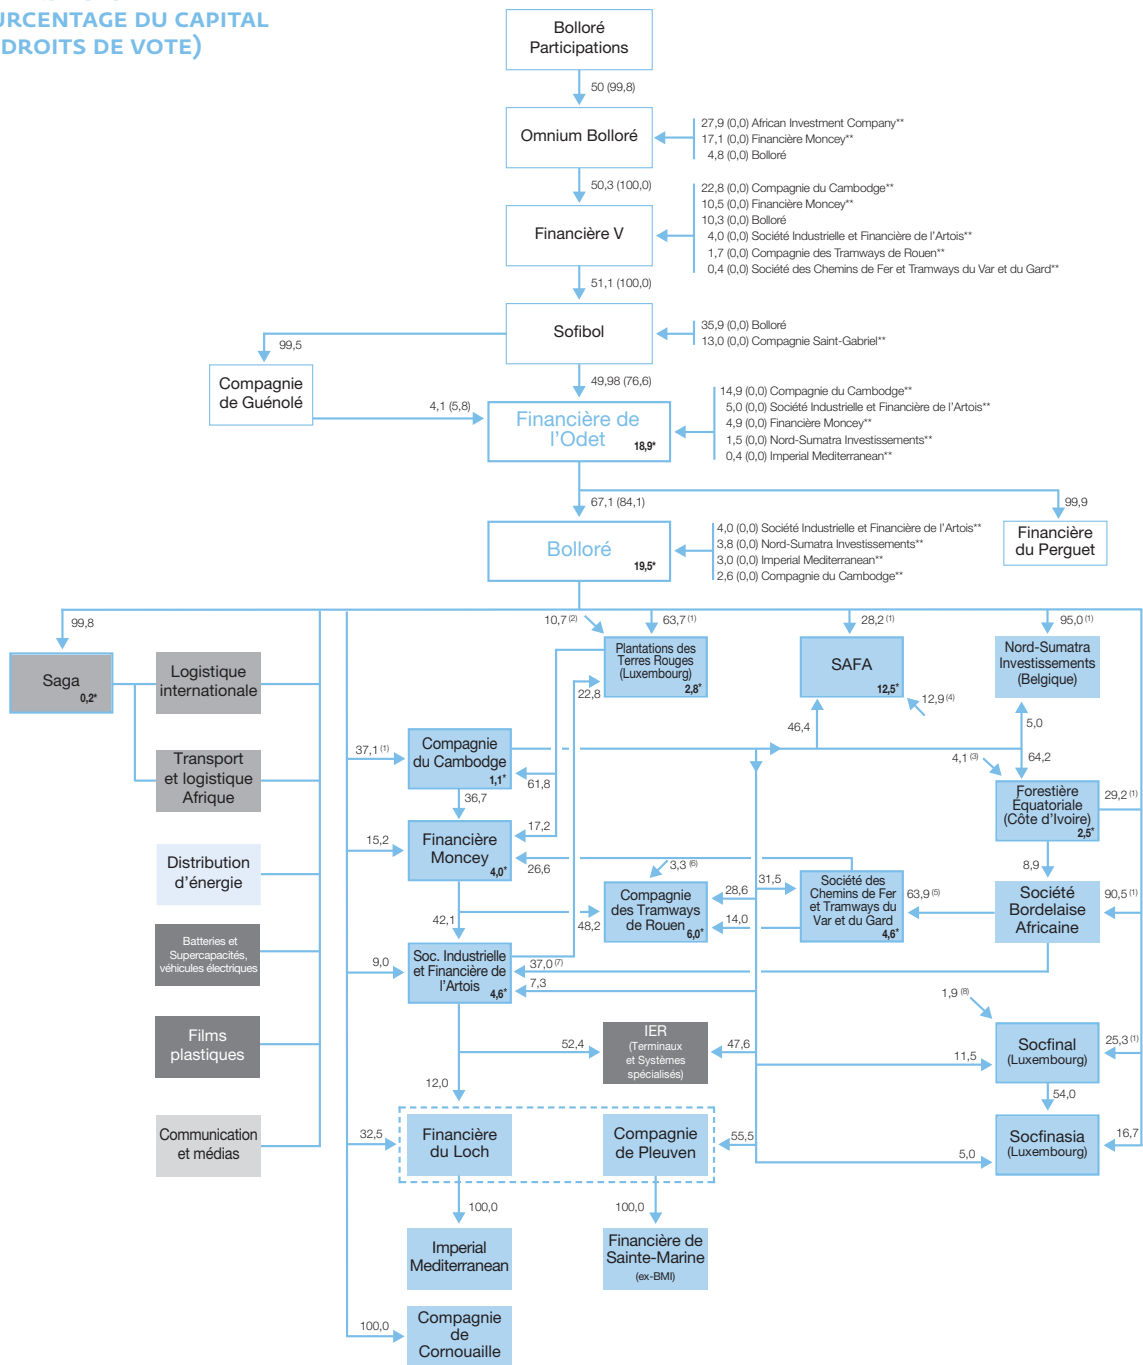 URCENTAGE DU CAPITAL
DROITS DE VOTE)
Bolloré
Participations
50 (99,8)
Omnium Bolloré
27,9 (0,0) African Investment Company**
17,1 (0,0) Financière Moncey**
4,8 (0,0) Bolloré
50,3 (100,0)
Financière V
22,8 (0,0) Compagnie du Cambodge**
10,5 (0,0) Financière Moncey**
10,3 (0,0) Bolloré
4,0 (0,0) Société Industrielle et Financière de l'Artois**
1,7 (0,0) Compagnie des Tramways de Rouen**
0,4 (0,0) Société des Chemins de Fer et Tramways du Var et du Gard**
51,1 (100,0)
Sofibol
35,9 (0,0) Bolloré
13,0 (0,0) Compagnie Saint-Gabriel**
99,5
Compagnie
de Guénolé
49,98 (76,6)
4,1 (5,8)
Financière de
l'Odet
18,9*
14,9 (0,0) Compagnie du Cambodge**
5,0 (0,0) Société Industrielle et Financière de l'Artois**
4,9 (0,0) Financière Moncey**
1,5 (0,0) Nord-Sumatra Investissements**
0,4 (0,0) Imperial Mediterranean**
67,1 (84,1)
99,9
Financière
du Perguet
Bolloré
19,5*
4,0 (0,0) Société Industrielle et Financière de l'Artois**
3,8 (0,0) Nord-Sumatra Investissements**
3,0 (0,0) Imperial Mediterranean**
2,6 (0,0) Compagnie du Cambodge**
99,8
10,7 (2)
63,7 (1)
28,2 (1)
95,0 (1)
Saga
0,2*
Logistique
internationale
Plantations des
Terres Rouges
(Luxembourg)
2,8*
SAFA
12,5*
Nord-Sumatra
Investissements
(Belgique)
22,8
12,9 (4)
46,4
5,0
Transport
et logistique
Afrique
37,1 (1)
Compagnie
du Cambodge
1,1*
61,8
4,1 (3)
64,2
36,7
Forestière
Équatoriale
(Côte d'Ivoire)
2,5*
29,2 (1)
15,2
Financière
Moncey
4,0*
17,2
26,6
Distribution
d'énergie
3,3 (6)
8,9
Compagnie
des Tramways
de Rouen
6,0*
28,6
14,0
31,5
Société des
Chemins de Fer
et Tramways du
Var et du Gard
4,6*
63,9 (5)
Société
Bordelaise
Africaine
90,5 (1)
42,1
48,2
Batteries et
Supercapacités,
véhicules électriques
9,0
Soc. Industrielle
et Financière de
l'Artois
4,6*
37,0 (7)
7,3
1,9 (8)
Films
plastiques
52,4
IER
(Terminaux
et Systèmes
spécialisés)
47,6
11,5
Socfinal
(Luxembourg)
25,3 (1)
12,0
54,0
Communication
et médias
32,5
Financière
du Loch
Compagnie
de Pleuven
55,5
5,0
Socfinasia
(Luxembourg)
16,7
100,0
100,0
Imperial
Mediterranean
Financière de
Sainte-Marine
(ex-BMI)
100,0
Compagnie
de
Cornouaille